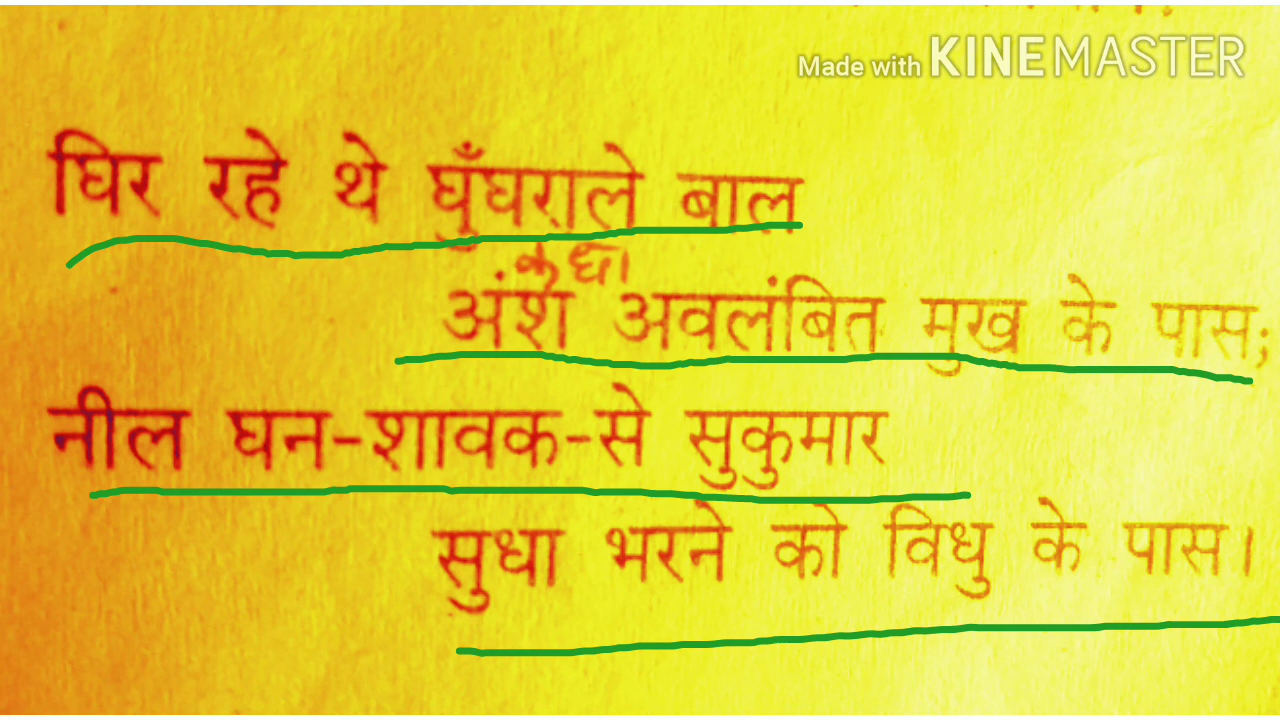 Made with KINEMASTER
घिर रहे थे घुँघराले बाल
अंश अवलंबित मुख के पास;
नील घन-शावक-से सुकुमार
सुधा भरने को विधु के पास।